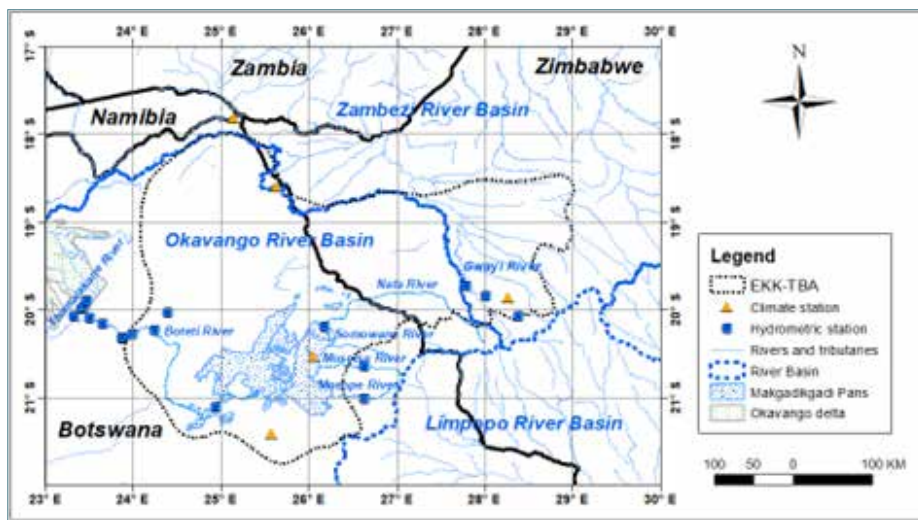 24° E 25° E 26° E 27° E 28° E 29° E 30° E
17° S
18° S
19° S
20° S
21° S
17° S
18° S
19° S
20° S
21° S
Zambia
Zimbabwe
Namibia
Zambezi River Basin
Okavango River Basin
Gwayi River
Nata River
Boteti River
Mosetse River
Limpopo River Basin
Botswana
23° E 24° E 25° E 26° E 27° E 28° E 29° E 30° E
N
Legend
EKK-TBA
Climate station
Hydrometric station
Rivers and tributaries
River Basin
Makgadikgadi Pans
Okavango delta
100 50 0 100 KM